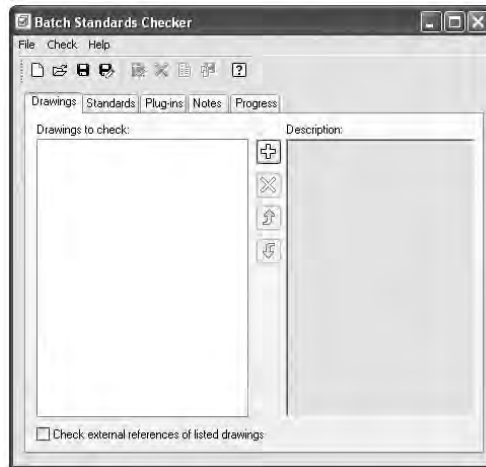 Batch Standards Checker
File Check Help
Drawings Standards Plug-ins Notes Progress
Drawings to check: Description:
Check external references of listed drawings